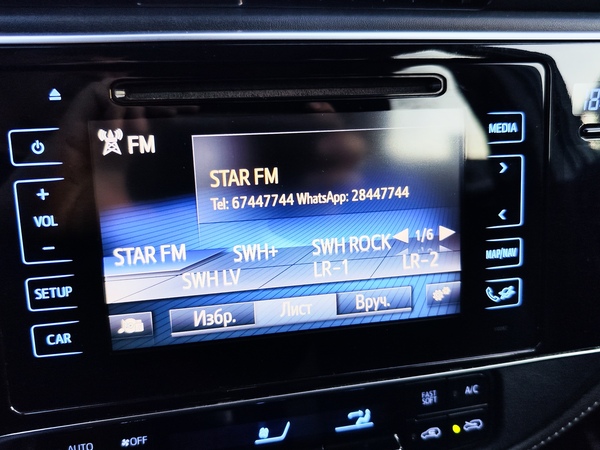 FM
MEDIA
STAR FM
Tel: 67447744 WhatsApp: 28447744
+
VOL
-
STAR FM SWH+ SWH ROCK 1/6
SWH LV LR-1 LR-2
MAP/NAV
SETUP
Избр. Лист Вруч.
CAR
FAST SOFT A/C
AUTO OFF